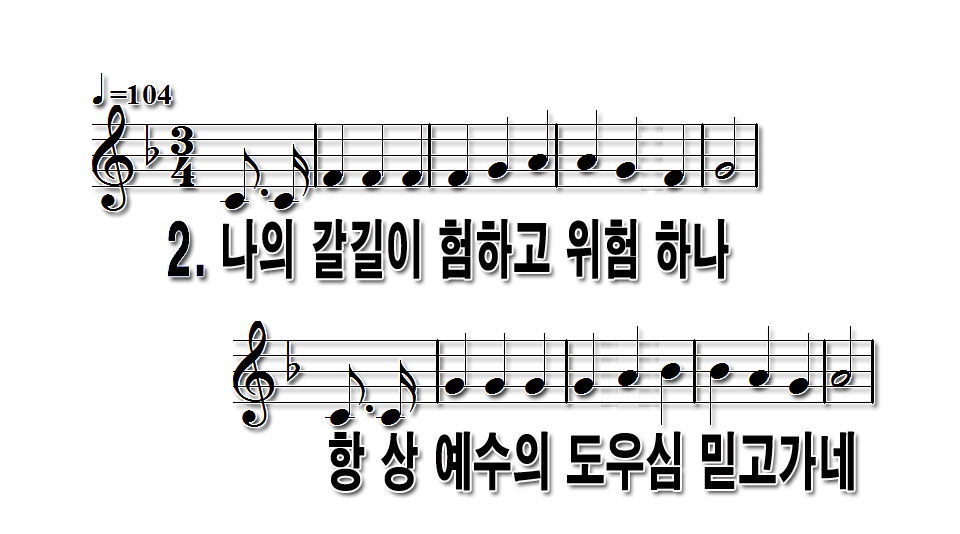 ♩=104
3
4
2. 나의 갈길이 험하고 위험 하나
항 상 예수의 도우심 믿고가네